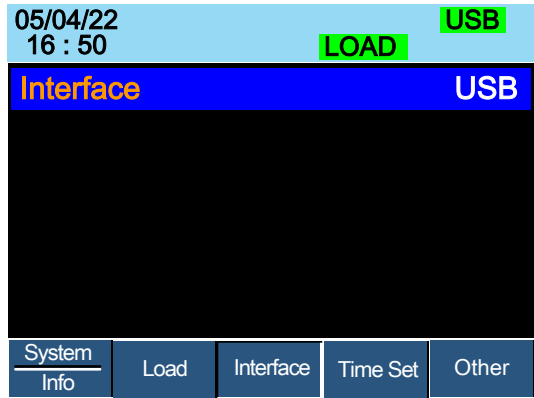 05/04/22 USB
16 : 50 LOAD
Interface USB
System
Info
Load
Interface
Time Set
Other